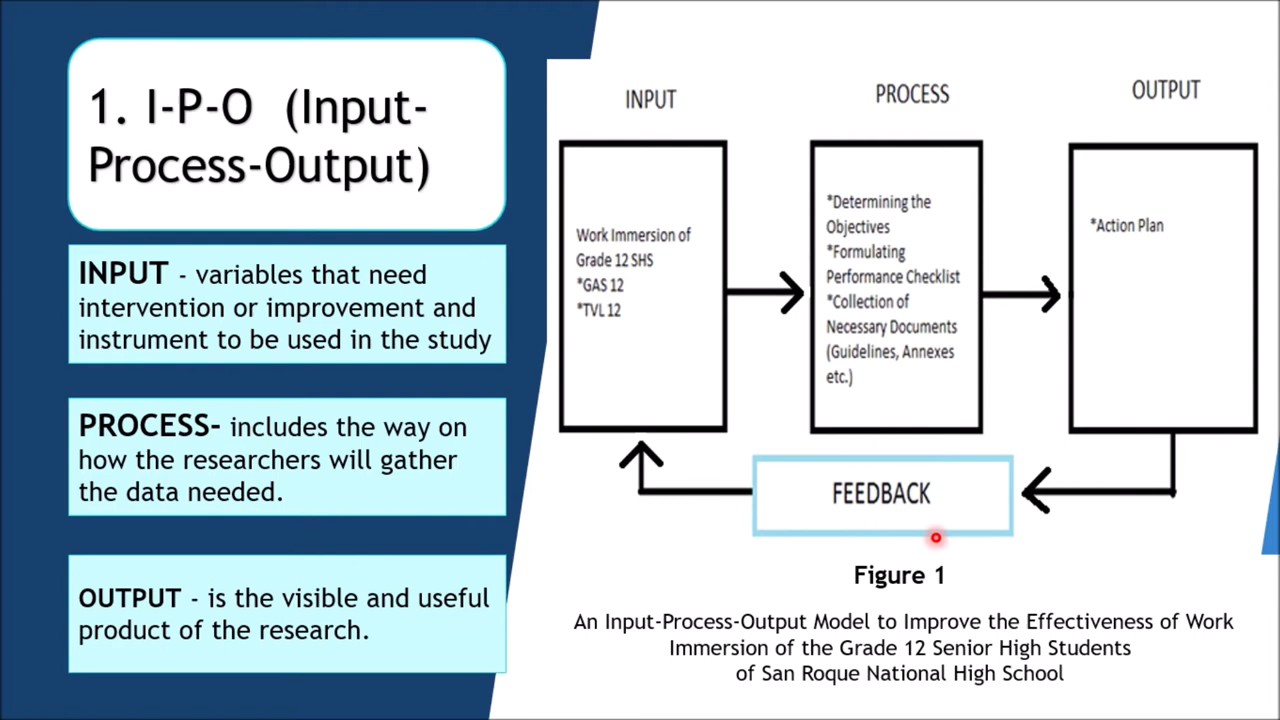 1. I-P-O (Input-
Process-Output)
INPUT - variables that need
intervention or improvement and
instrument to be used in the study
PROCESS- includes the way on
how the researchers will gather
the data needed.
OUTPUT - is the visible and useful
product of the research.
INPUT
PROCESS
OUTPUT
Work Immersion of
Grade 12 SHS
*GAS 12
*TVL 12
*Determining the
Objectives
*Formulating
Performance Checklist
*Collection of
Necessary Documents
(Guidelines, Annexes
etc.)
*Action Plan
FEEDBACK
Figure 1
An Input-Process-Output Model to Improve the Effectiveness of Work
Immersion of the Grade 12 Senior High Students
of San Roque National High School